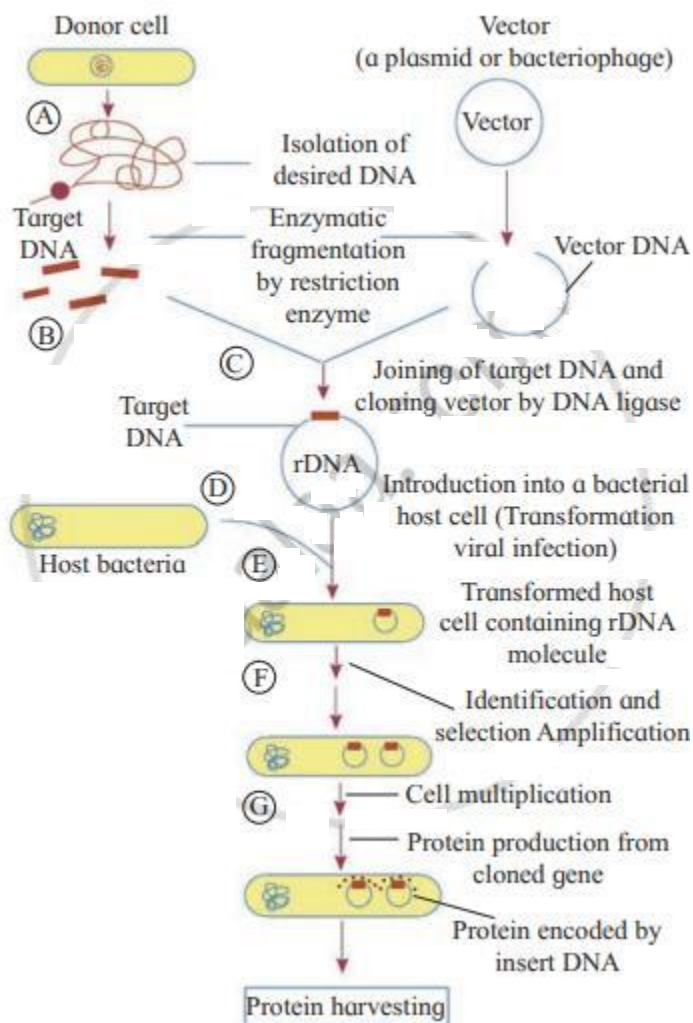 Donor cell
Vector
(a plasmid or bacteriophage)
A
Vector
Isolation of
desired DNA
Target
DNA
Enzymatic
fragmentation
by restriction
enzyme
Vector DNA
B
C
Joining of target DNA and
cloning vector by DNA ligase
Target
DNA
rDNA
D
Introduction into a bacterial
host cell (Transformation
viral infection)
Host bacteria
E
Transformed host
cell containing rDNA
molecule
F
Identification and
selection Amplification
G
Cell multiplication
Protein production from
cloned gene
Protein encoded by
insert DNA
Protein harvesting